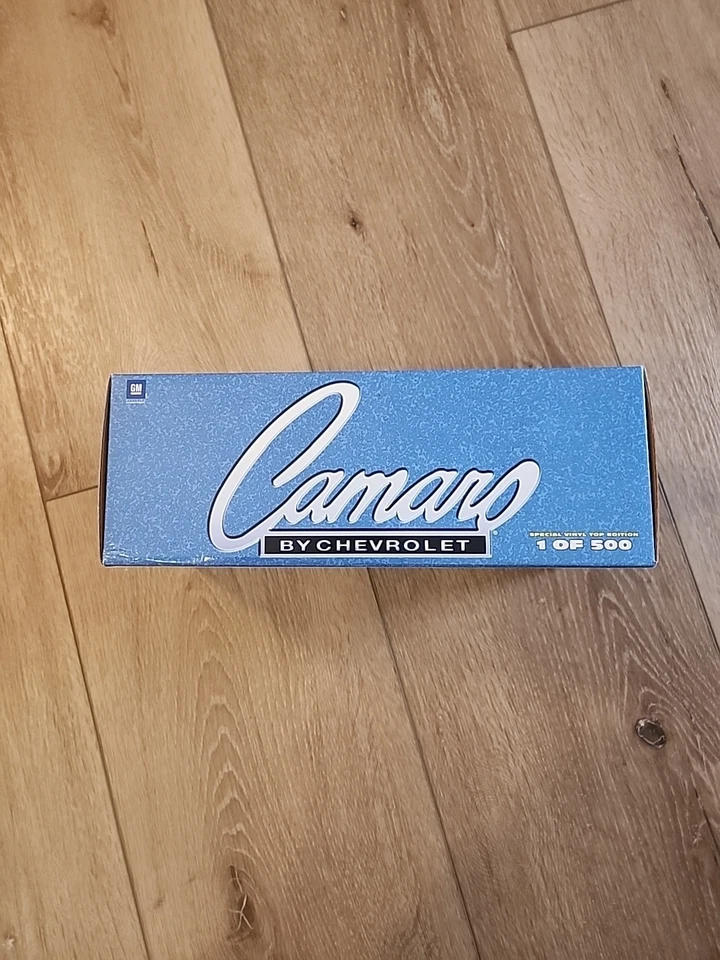 GM
Camaro
BY CHEVROLET
SPECIAL VINYL TOP EDITION
1 OF 500